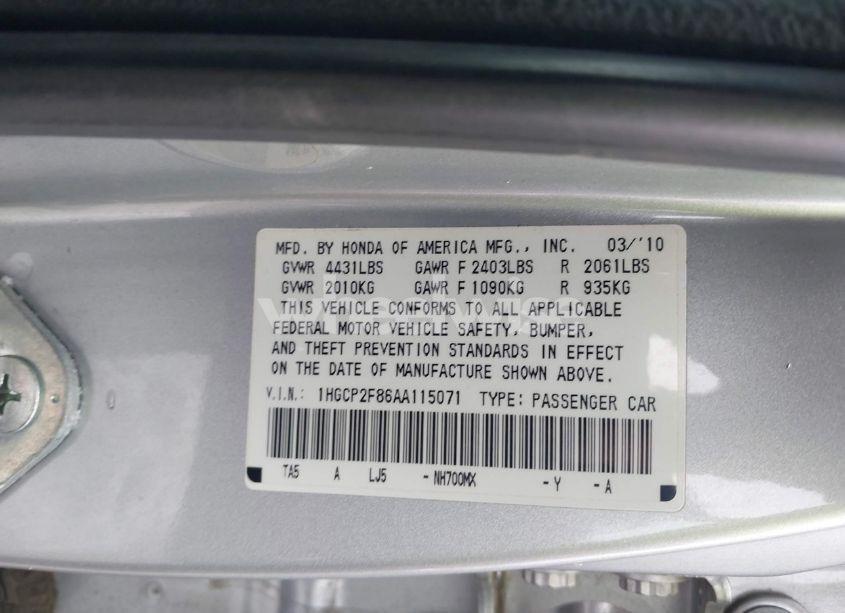 MFD. BY HONDA OF AMERICA MFG., INC. 03/'10
GVWR 4431LBS GAWR F 2403LBS R 2061LBS
GVWR 2010KG GAWR F 1090KG R 935KG
THIS VEHICLE CONFORMS TO ALL APPLICABLE
FEDERAL MOTOR VEHICLE SAFETY, BUMPER,
AND THEFT PREVENTION STANDARDS IN EFFECT
ON THE DATE OF MANUFACTURE SHOWN ABOVE.
V.I.N.: 1HGCP2F86AA115071 TYPE: PASSENGER CAR
TA5 A LJ5 - NH700MX - Y - A